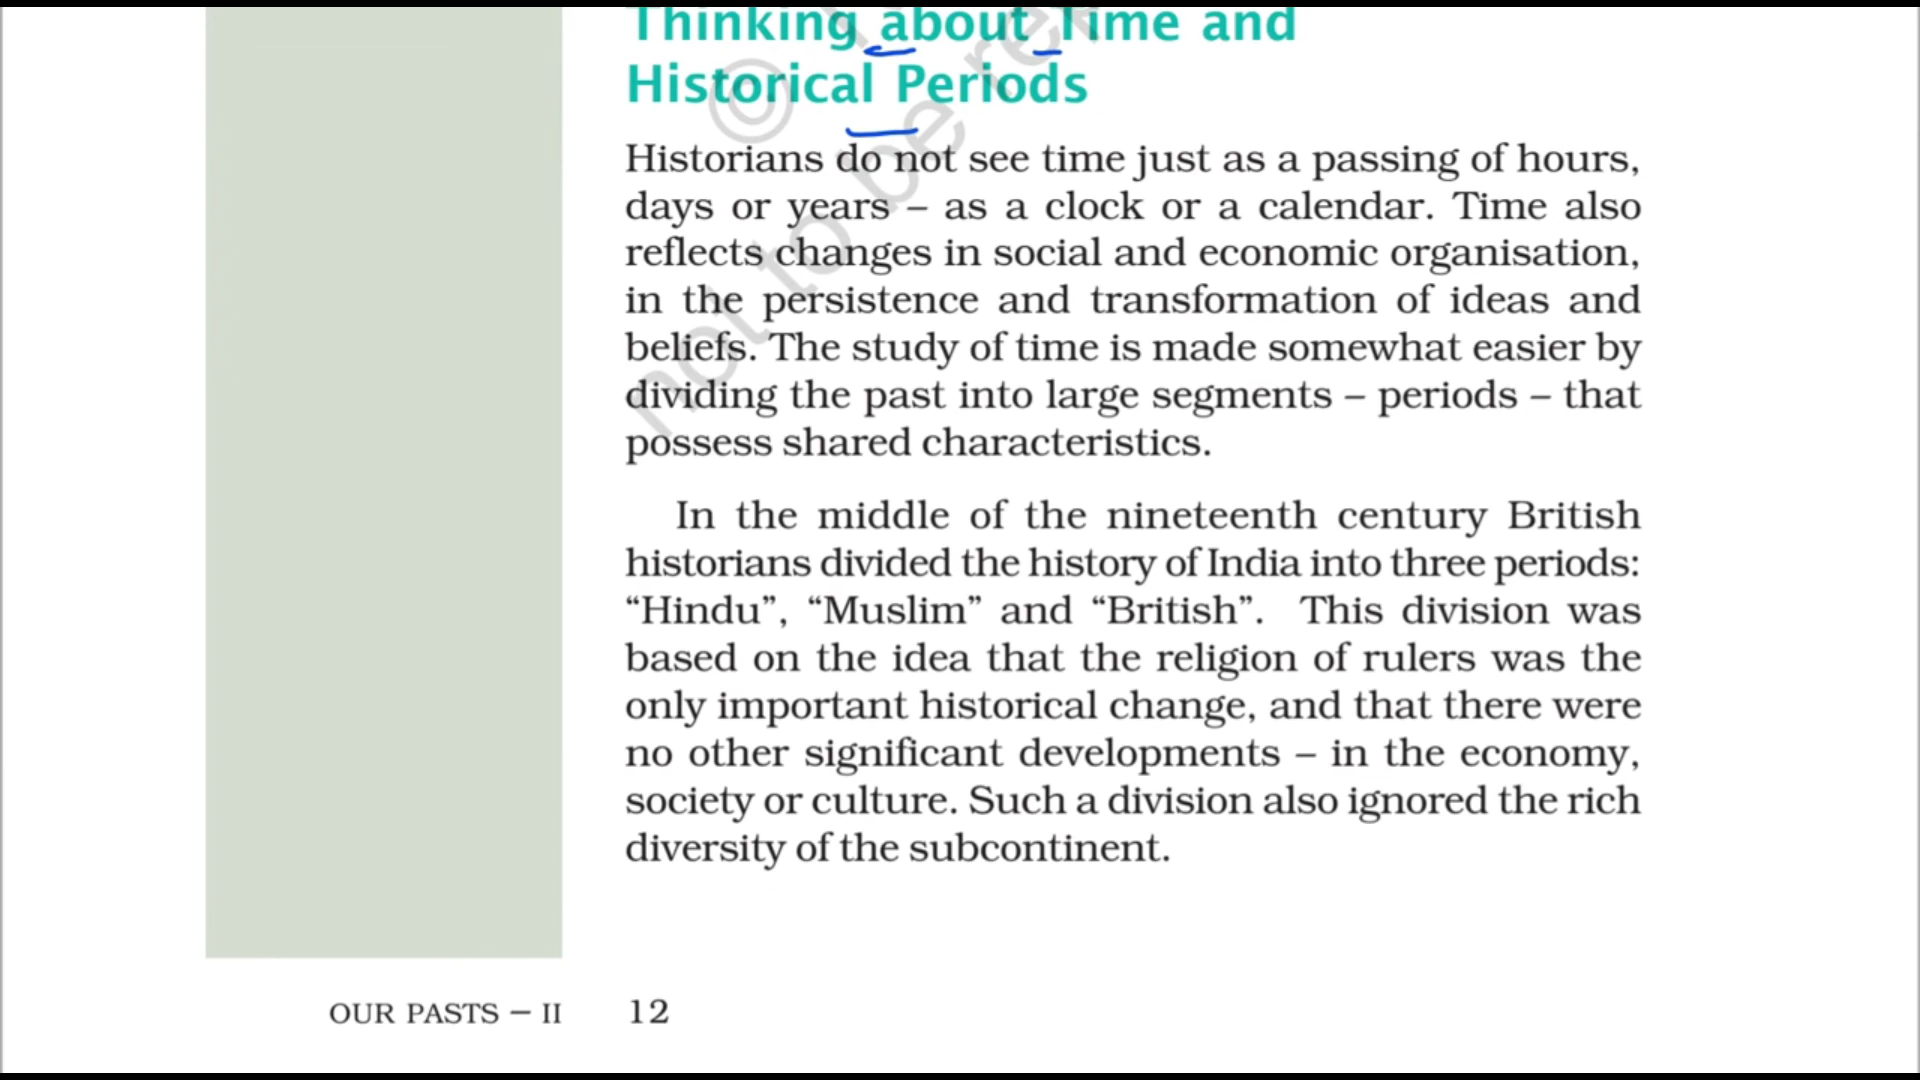 Thinking about Time and
Historical Periods
Historians do not see time just as a passing of hours,
days or years – as a clock or a calendar. Time also
reflects changes in social and economic organisation,
in the persistence and transformation of ideas and
beliefs. The study of time is made somewhat easier by
dividing the past into large segments – periods – that
possess shared characteristics.
In the middle of the nineteenth century British
historians divided the history of India into three periods:
“Hindu”, “Muslim” and “British”. This division was
based on the idea that the religion of rulers was the
only important historical change, and that there were
no other significant developments – in the economy,
society or culture. Such a division also ignored the rich
diversity of the subcontinent.
OUR PASTS – II 12
©
not to be